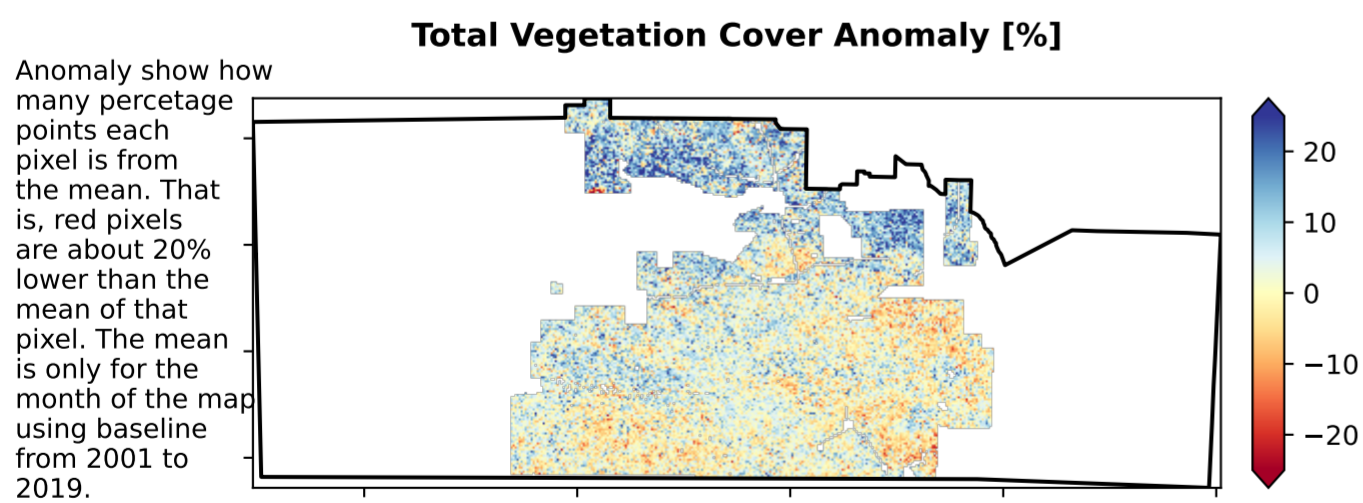 Total Vegetation Cover Anomaly [%]
Anomaly show how
many percetage
points each
pixel is from
the mean. That
is, red pixels
are about 20%
lower than the
mean of that
pixel. The mean
is only for the
month of the map
using baseline
from 2001 to
2019.
20
10
0
−10
−20